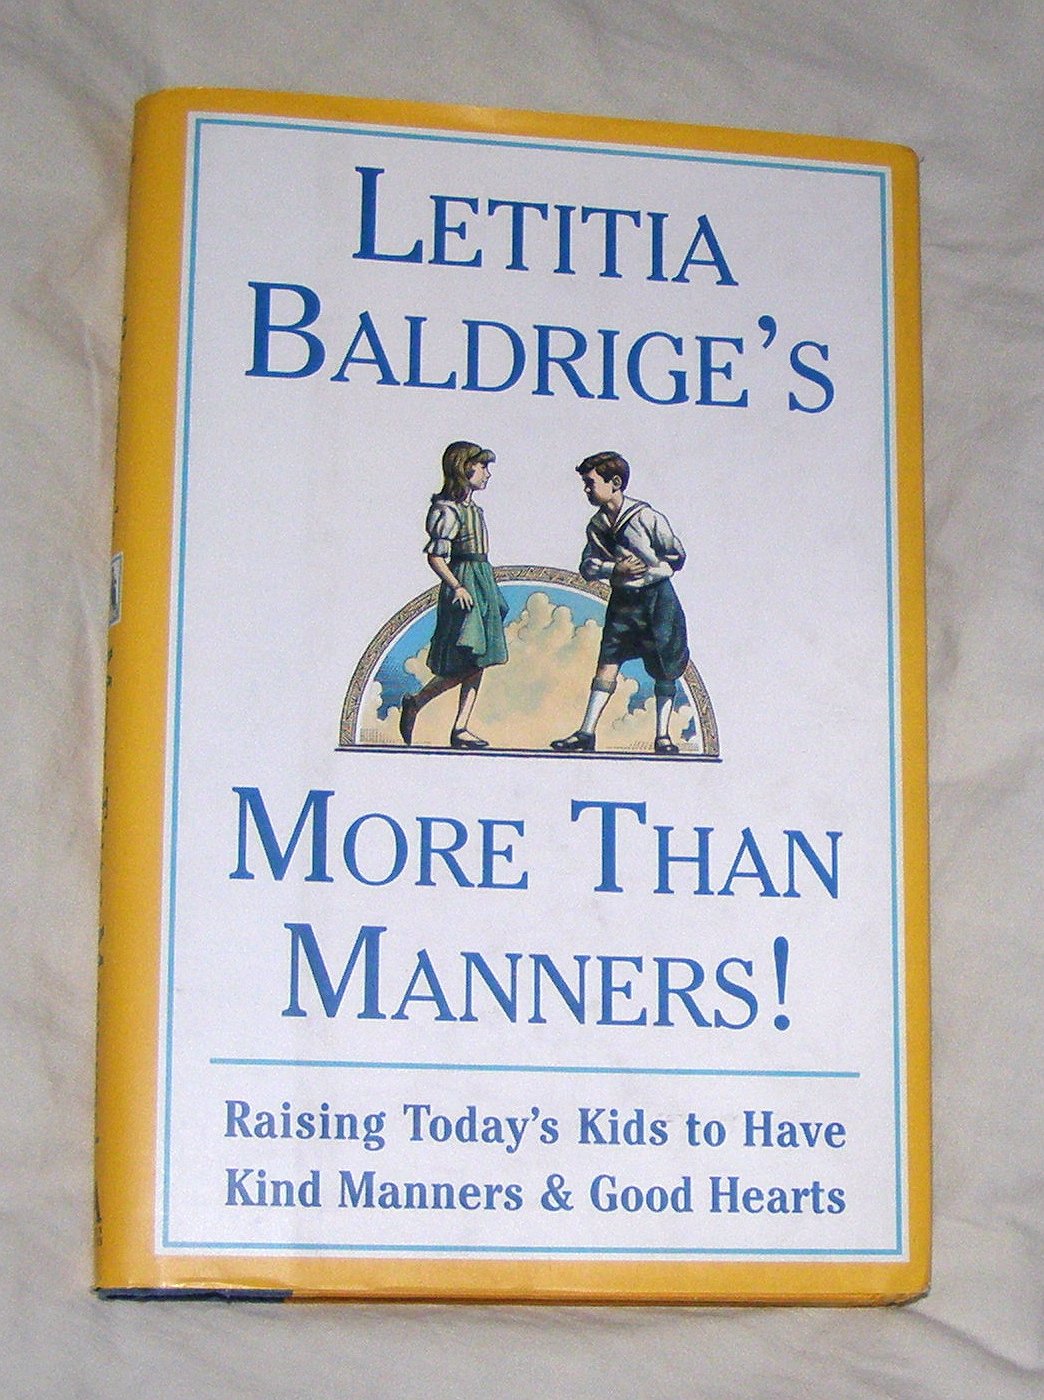 LETITIA
BALDRIGE'S
MORE THAN
MANNERS!
Raising Today's Kids to Have
Kind Manners & Good Hearts